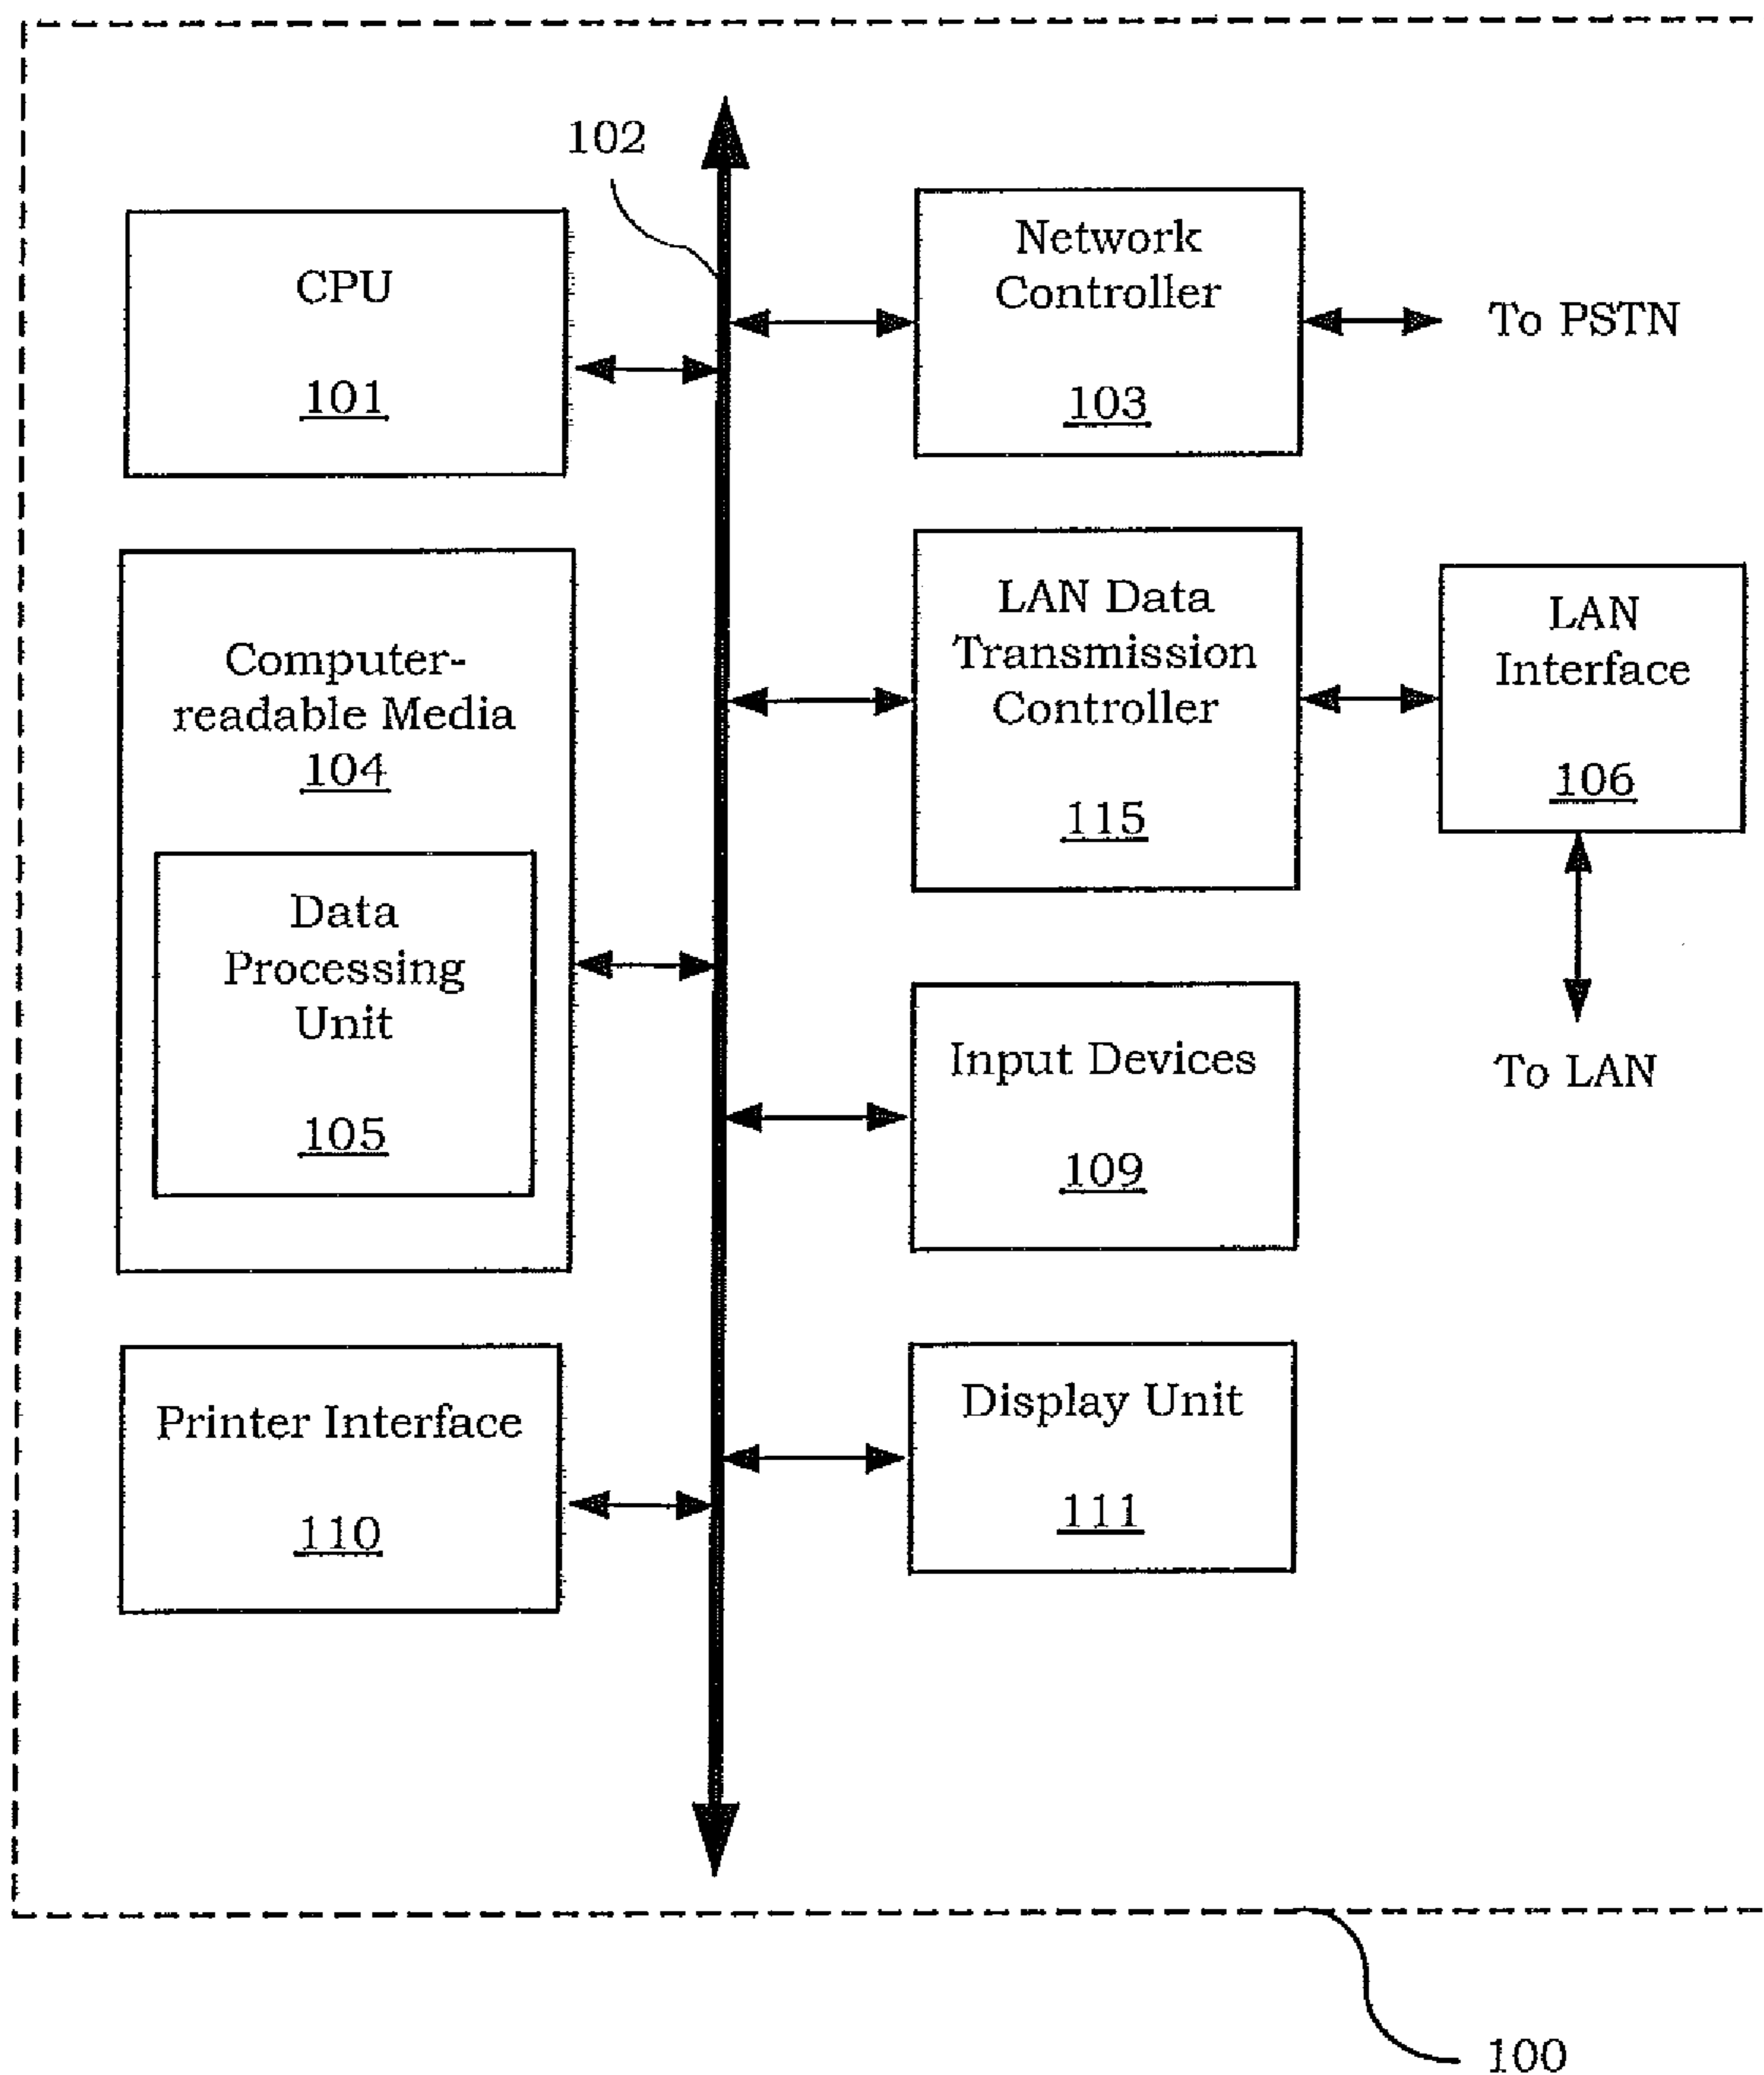 102
CPU
101
Network
Controller
103
To PSTN
Computer-
readable Media
104
Data
Processing
Unit
105
LAN Data
Transmission
Controller
115
LAN
Interface
106
To LAN
Input Devices
109
Printer Interface
110
Display Unit
111
100